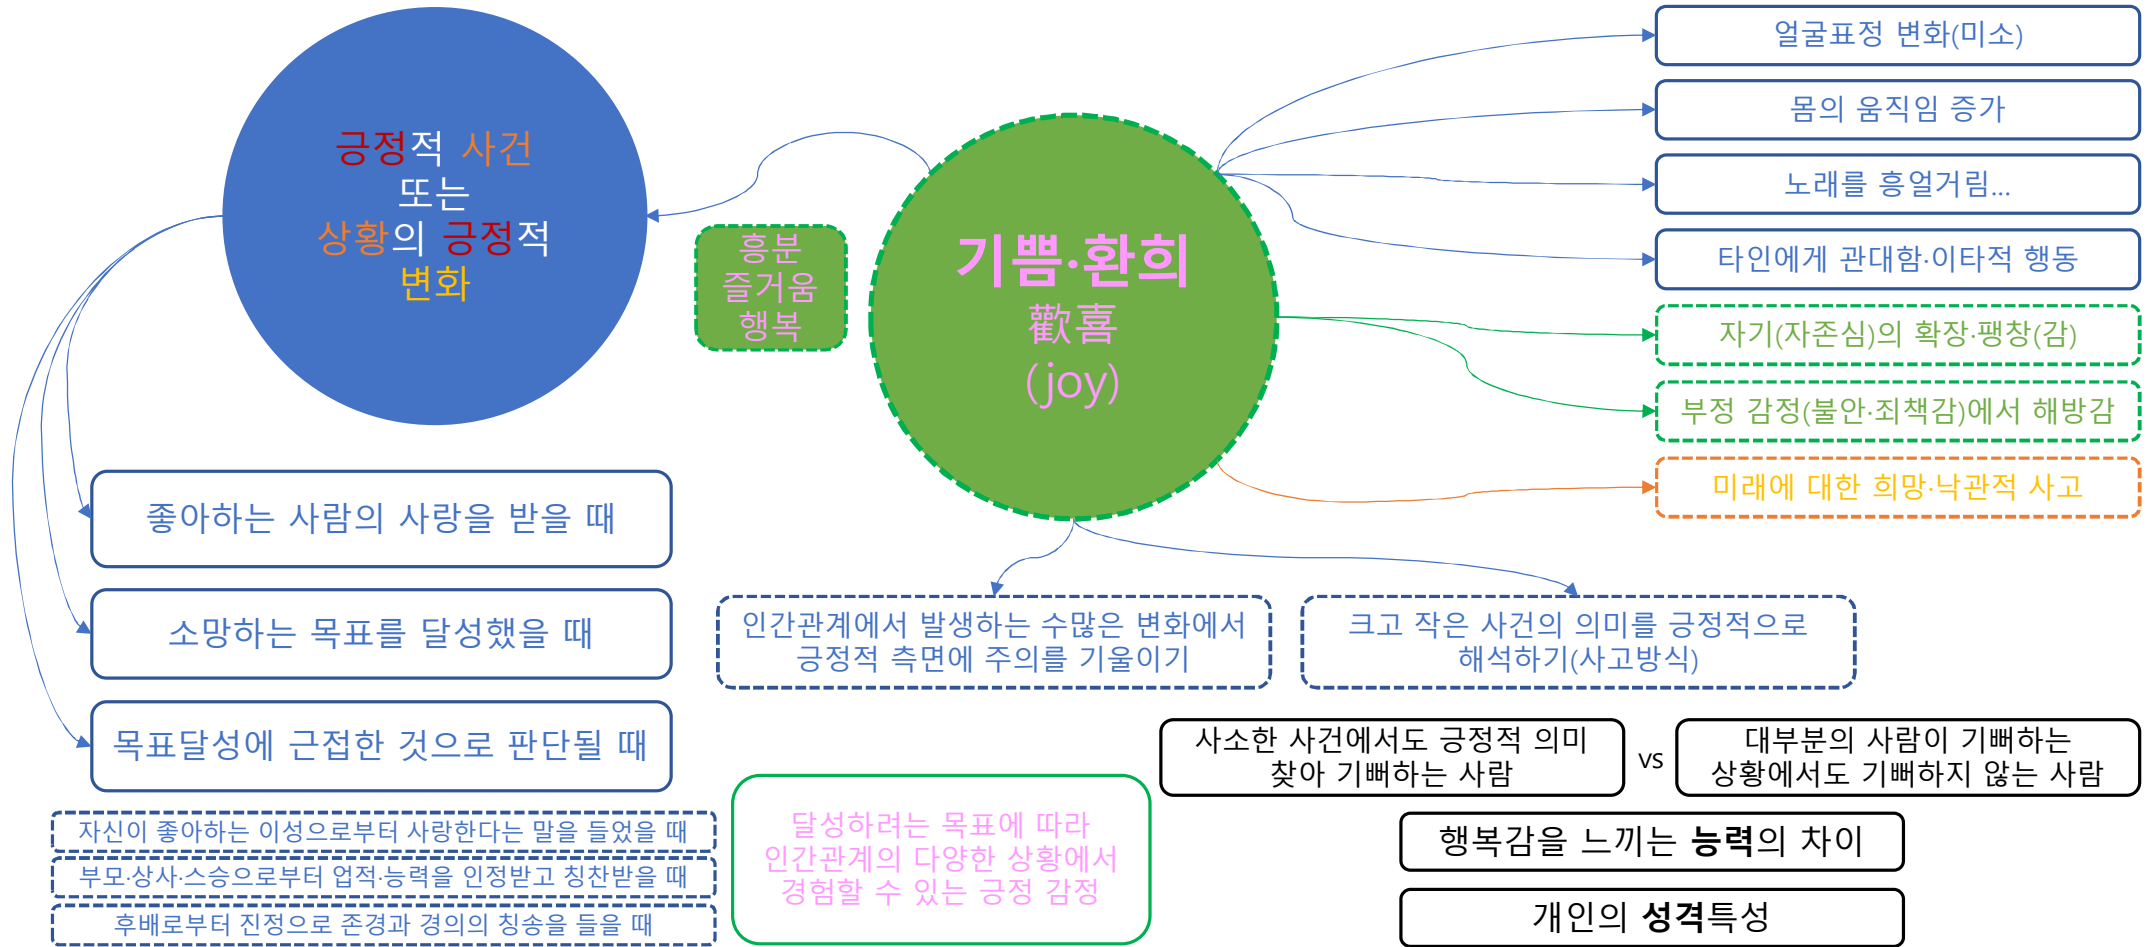 긍정적 사건
또는
상황의 긍정적
변화
흥분
즐거움
행복
기쁨·환희
歡喜
(joy)
얼굴표정 변화(미소)
몸의 움직임 증가
노래를 흥얼거림...
타인에게 관대함·이타적 행동
자기(자존심)의 확장·팽창(감)
부정 감정(불안·죄책감)에서 해방감
미래에 대한 희망·낙관적 사고
좋아하는 사람의 사랑을 받을 때
소망하는 목표를 달성했을 때
목표달성에 근접한 것으로 판단될 때
자신이 좋아하는 이성으로부터 사랑한다는 말을 들었을 때
부모·상사·스승으로부터 업적·능력을 인정받고 칭찬받을 때
후배로부터 진정으로 존경과 경의의 칭송을 들을 때
인간관계에서 발생하는 수많은 변화에서
긍정적 측면에 주의를 기울이기
크고 작은 사건의 의미를 긍정적으로
해석하기(사고방식)
달성하려는 목표에 따라
인간관계의 다양한 상황에서
경험할 수 있는 긍정 감정
사소한 사건에서도 긍정적 의미
찾아 기뻐하는 사람
vs
대부분의 사람이 기뻐하는
상황에서도 기뻐하지 않는 사람
행복감을 느끼는 능력의 차이
개인의 성격특성